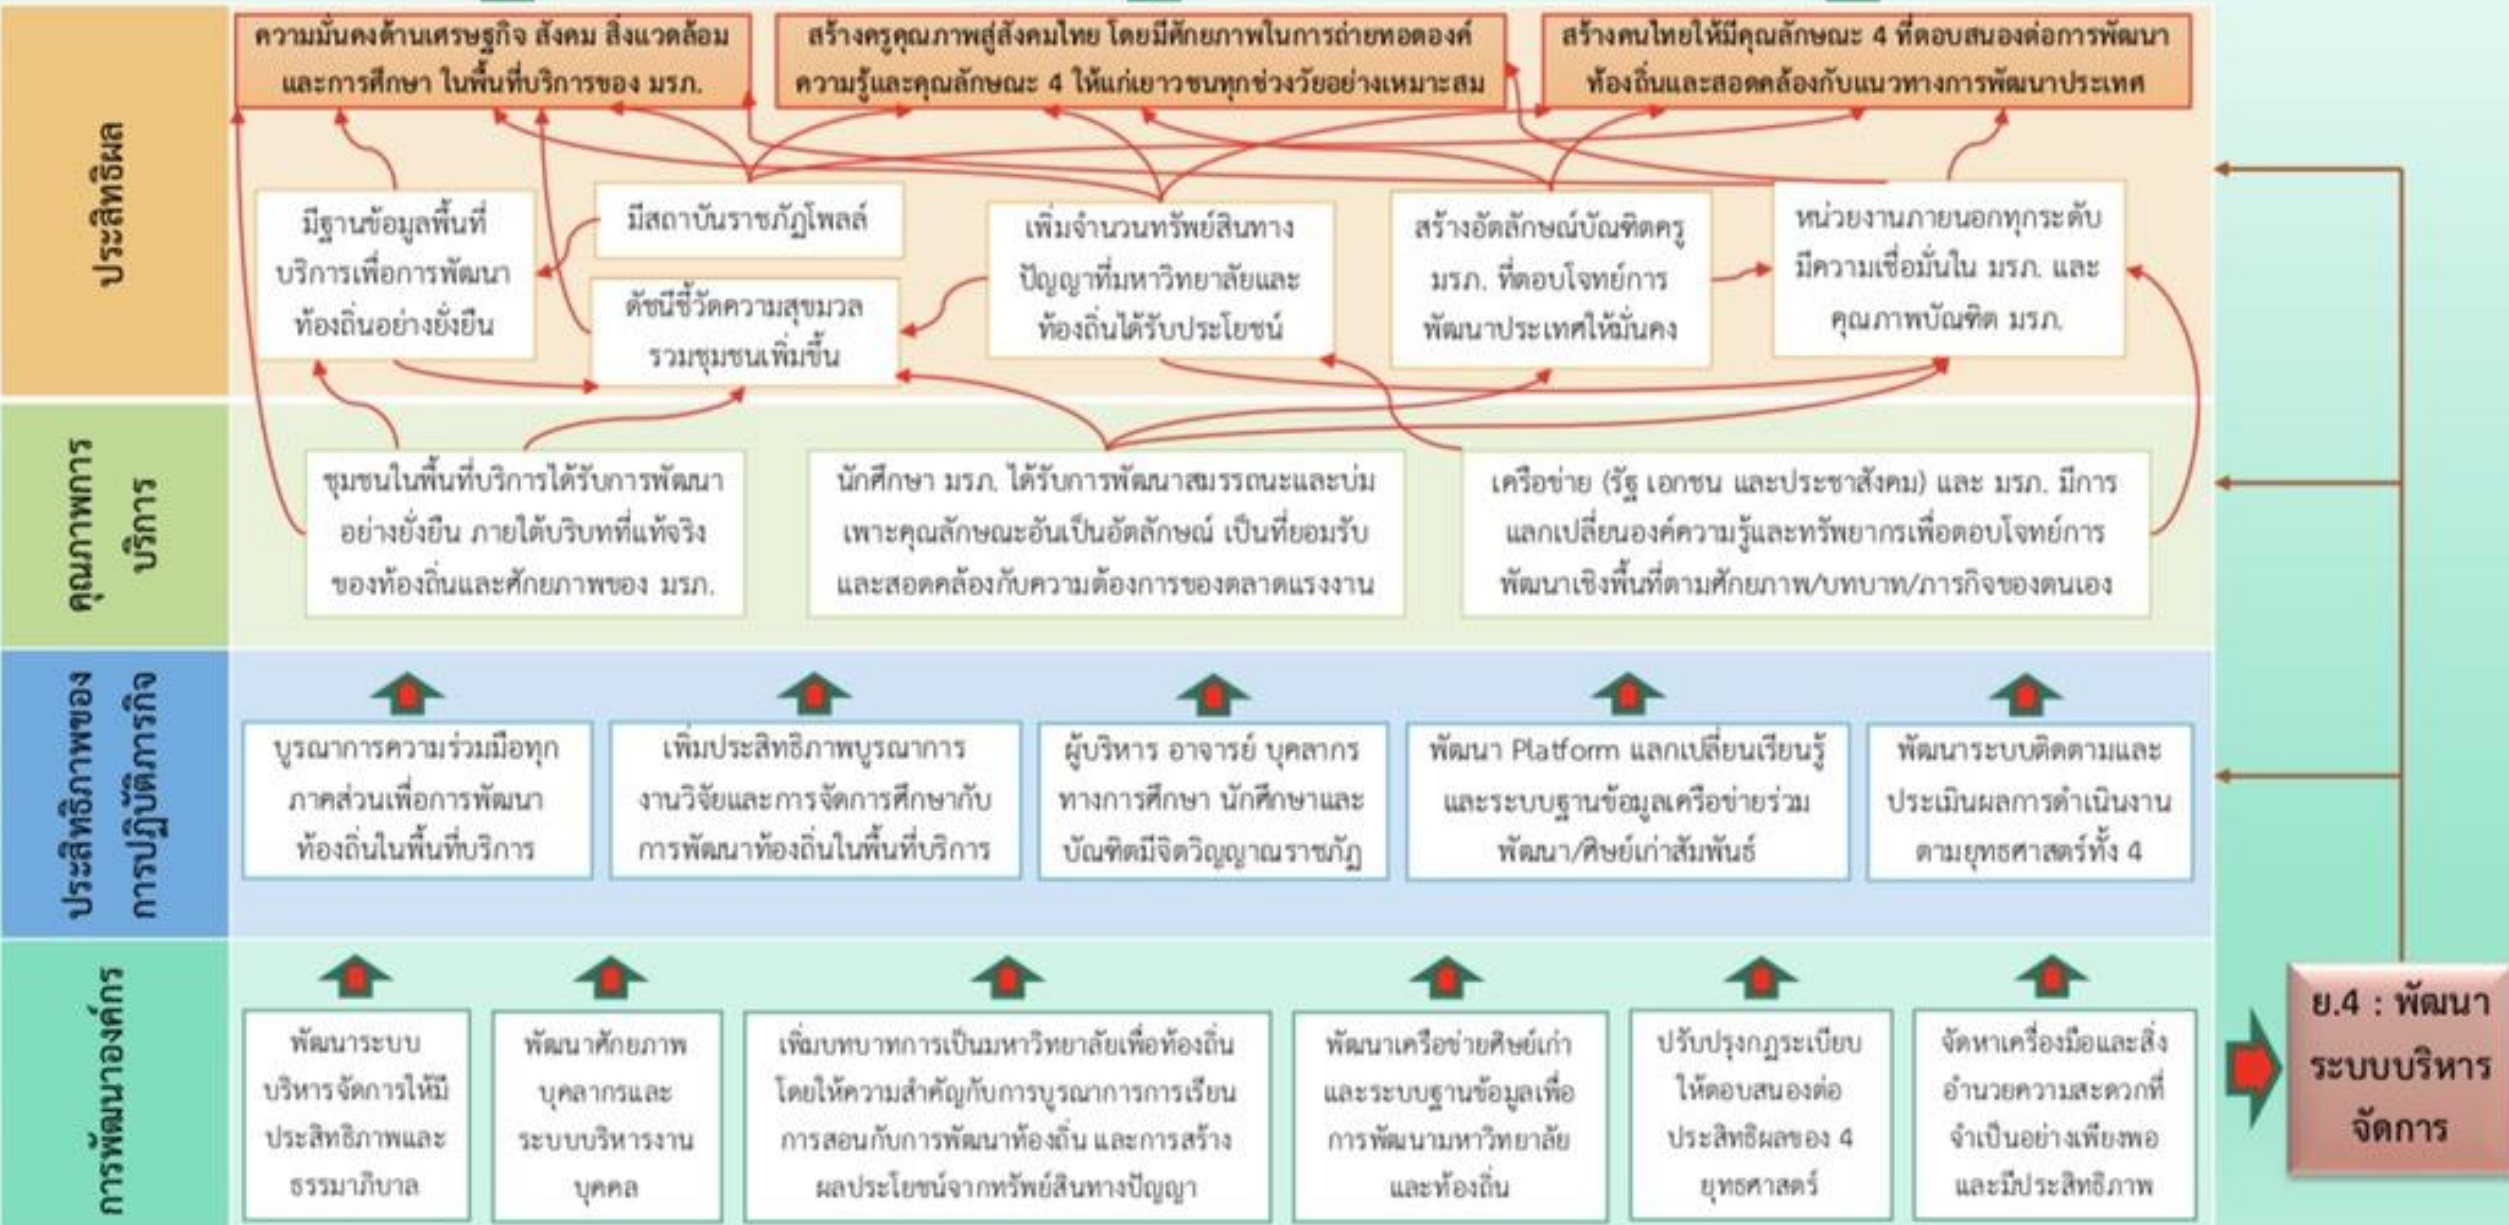 ประสิทธิผล
ความมั่นคงด้านเศรษฐกิจ สังคม สิ่งแวดล้อม
และการศึกษา ในพื้นที่บริการของ มรภ.
สร้างครูคุณภาพสู่สังคมไทย โดยมีศักยภาพในการถ่ายทอดองค์
ความรู้และคุณลักษณะ 4 ให้แก่เยาวชนทุกช่วงวัยอย่างเหมาะสม
สร้างคนไทยให้มีคุณลักษณะ 4 ที่ตอบสนองต่อการพัฒนา
ท้องถิ่นและสอดคล้องกับแนวทางการพัฒนาประเทศ
มีฐานข้อมูลพื้นที่
บริการเพื่อการพัฒนา
ท้องถิ่นอย่างยั่งยืน
มีสถาบันราชภัฏโพลล์
ดัชนีชี้วัดความสุขมวล
รวมชุมชนเพิ่มขึ้น
เพิ่มจำนวนทรัพย์สินทาง
ปัญญาที่มหาวิทยาลัยและ
ท้องถิ่นได้รับประโยชน์
สร้างอัตลักษณ์บัณฑิตครู
มรภ. ที่ตอบโจทย์การ
พัฒนาประเทศให้มั่นคง
หน่วยงานภายนอกทุกระดับ
มีความเชื่อมั่นใน มรภ. และ
คุณภาพบัณฑิต มรภ.
คุณภาพการ
บริการ
ชุมชนในพื้นที่บริการได้รับการพัฒนา
อย่างยั่งยืน ภายใต้บริบทที่แท้จริง
ของท้องถิ่นและศักยภาพของ มรภ.
นักศึกษา มรภ. ได้รับการพัฒนาสมรรถนะและบ่ม
เพาะคุณลักษณะอันเป็นอัตลักษณ์ เป็นที่ยอมรับ
และสอดคล้องกับความต้องการของตลาดแรงงาน
เครือข่าย (รัฐ เอกชน และประชาสังคม) และ มรภ. มีการ
แลกเปลี่ยนองค์ความรู้และทรัพยากรเพื่อตอบโจทย์การ
พัฒนาเชิงพื้นที่ตามศักยภาพ/บทบาท/ภารกิจของตนเอง
ประสิทธิภาพของ
การปฏิบัติภารกิจ
บูรณาการความร่วมมือทุก
ภาคส่วนเพื่อการพัฒนา
ท้องถิ่นในพื้นที่บริการ
เพิ่มประสิทธิภาพบูรณาการ
งานวิจัยและการจัดการศึกษากับ
การพัฒนาท้องถิ่นในพื้นที่บริการ
ผู้บริหาร อาจารย์ บุคลากร
ทางการศึกษา นักศึกษาและ
บัณฑิตมีจิตวิญญาณราชภัฏ
พัฒนา Platform แลกเปลี่ยนเรียนรู้
และระบบฐานข้อมูลเครือข่ายร่วม
พัฒนา/ศิษย์เก่าสัมพันธ์
พัฒนาระบบติดตามและ
ประเมินผลการดำเนินงาน
ตามยุทธศาสตร์ทั้ง 4
การพัฒนาองค์กร
พัฒนาระบบ
บริหารจัดการให้มี
ประสิทธิภาพและ
ธรรมาภิบาล
พัฒนาศักยภาพ
บุคลากรและ
ระบบบริหารงาน
บุคคล
เพิ่มบทบาทการเป็นมหาวิทยาลัยเพื่อท้องถิ่น
โดยให้ความสำคัญกับการบูรณาการการเรียน
การสอนกับการพัฒนาท้องถิ่น และการสร้าง
ผลประโยชน์จากทรัพย์สินทางปัญญา
พัฒนาเครือข่ายศิษย์เก่า
และระบบฐานข้อมูลเพื่อ
การพัฒนามหาวิทยาลัย
และท้องถิ่น
ปรับปรุงกฎระเบียบ
ให้ตอบสนองต่อ
ประสิทธิผลของ 4
ยุทธศาสตร์
จัดหาเครื่องมือและสิ่ง
อำนวยความสะดวกที่
จำเป็นอย่างเพียงพอ
และมีประสิทธิภาพ
ย.4 : พัฒนา
ระบบบริหาร
จัดการ